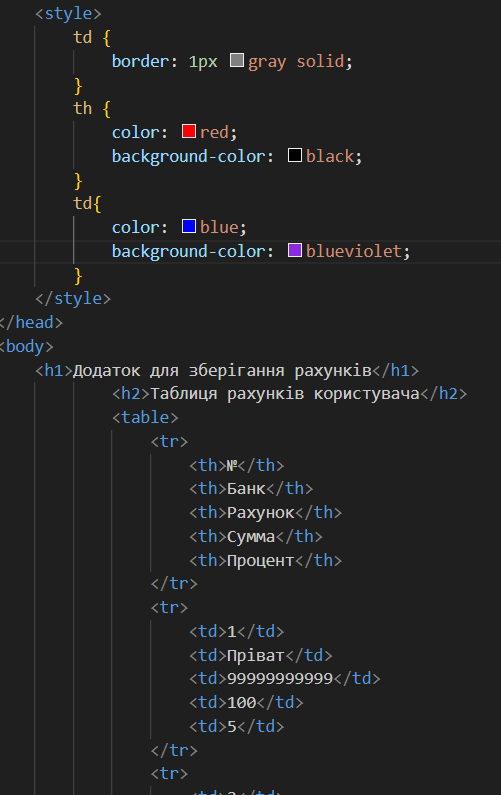 <style>
td {
border: 1px gray solid;
}
th {
color: red;
background-color: black;
}
td{
color: blue;
background-color: blueviolet;
}
</style>
</head>
<body>
<h1>Додаток для зберігання рахунків</h1>
<h2>Таблиця рахунків користувача</h2>
<table>
<tr>
<th>№</th>
<th>Банк</th>
<th>Рахунок</th>
<th>Сумма</th>
<th>Процент</th>
</tr>
<tr>
<td>1</td>
<td>Пріват</td>
<td>99999999999</td>
<td>100</td>
<td>5</td>
</tr>
<tr>